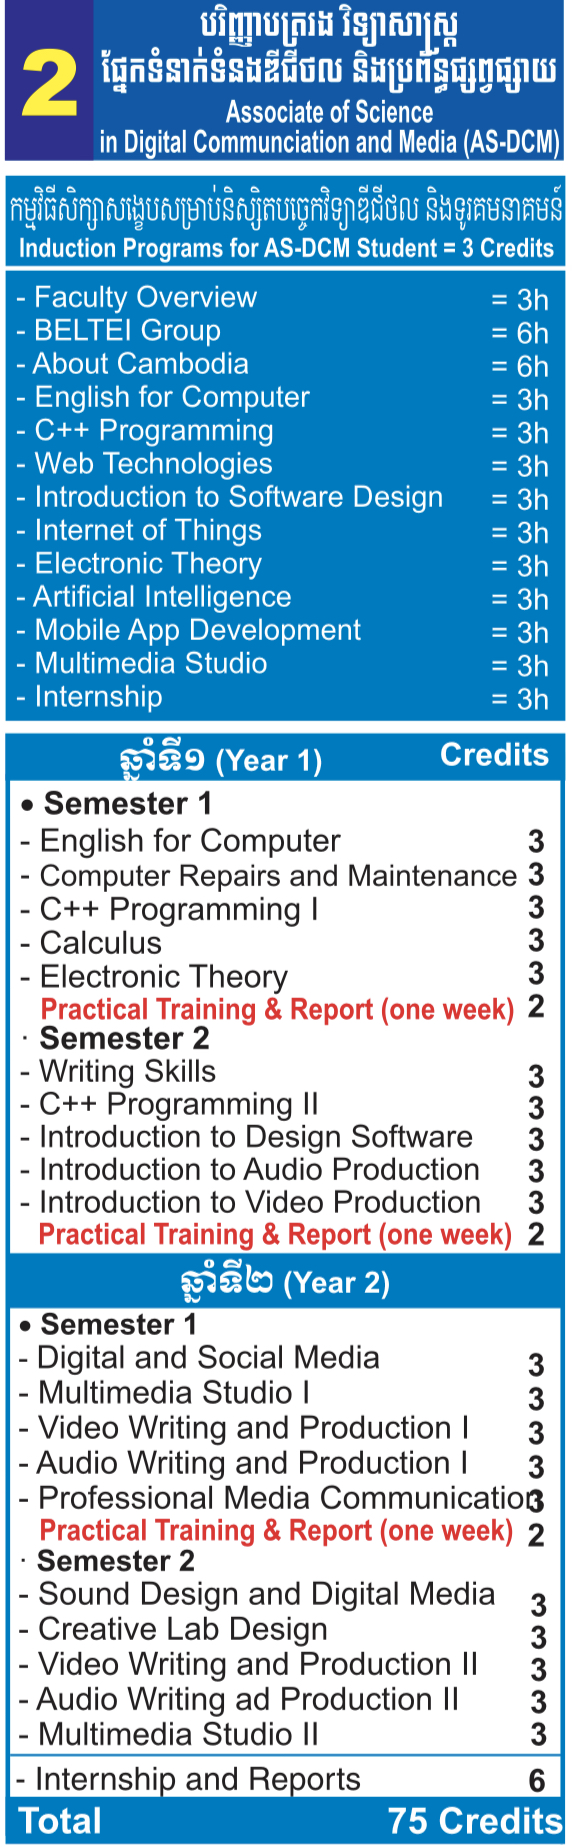 2
បរិញ្ញាបត្ររង វិទ្យាសាស្ត្រ
ផ្នែកទំនាក់ទំនងឌីជីថល និងប្រព័ន្ធផ្សព្វផ្សាយ
Associate of Science
in Digital Communciation and Media (AS-DCM)
កម្មវិធីសិក្សាសង្ខេបសម្រាប់និស្សិតបច្ចេកវិទ្យាឌីជីថល និងទូរគមនាគមន៍
Induction Programs for AS-DCM Student = 3 Credits
- Faculty Overview = 3h
- BELTEI Group = 6h
- About Cambodia = 6h
- English for Computer = 3h
- C++ Programming = 3h
- Web Technologies = 3h
- Introduction to Software Design = 3h
- Internet of Things = 3h
- Electronic Theory = 3h
- Artificial Intelligence = 3h
- Mobile App Development = 3h
- Multimedia Studio = 3h
- Internship = 3h
ឆ្នាំទី១ (Year 1) Credits
• Semester 1
- English for Computer 3
- Computer Repairs and Maintenance 3
- C++ Programming I 3
- Calculus 3
- Electronic Theory 3
Practical Training & Report (one week) 2
· Semester 2
- Writing Skills 3
- C++ Programming II 3
- Introduction to Design Software 3
- Introduction to Audio Production 3
- Introduction to Video Production 3
Practical Training & Report (one week) 2
ឆ្នាំទី២ (Year 2)
• Semester 1
- Digital and Social Media 3
- Multimedia Studio I 3
- Video Writing and Production I 3
- Audio Writing and Production I 3
- Professional Media Communication 3
Practical Training & Report (one week) 2
· Semester 2
- Sound Design and Digital Media 3
- Creative Lab Design 3
- Video Writing and Production II 3
- Audio Writing ad Production II 3
- Multimedia Studio II 3
- Internship and Reports 6
Total 75 Credits